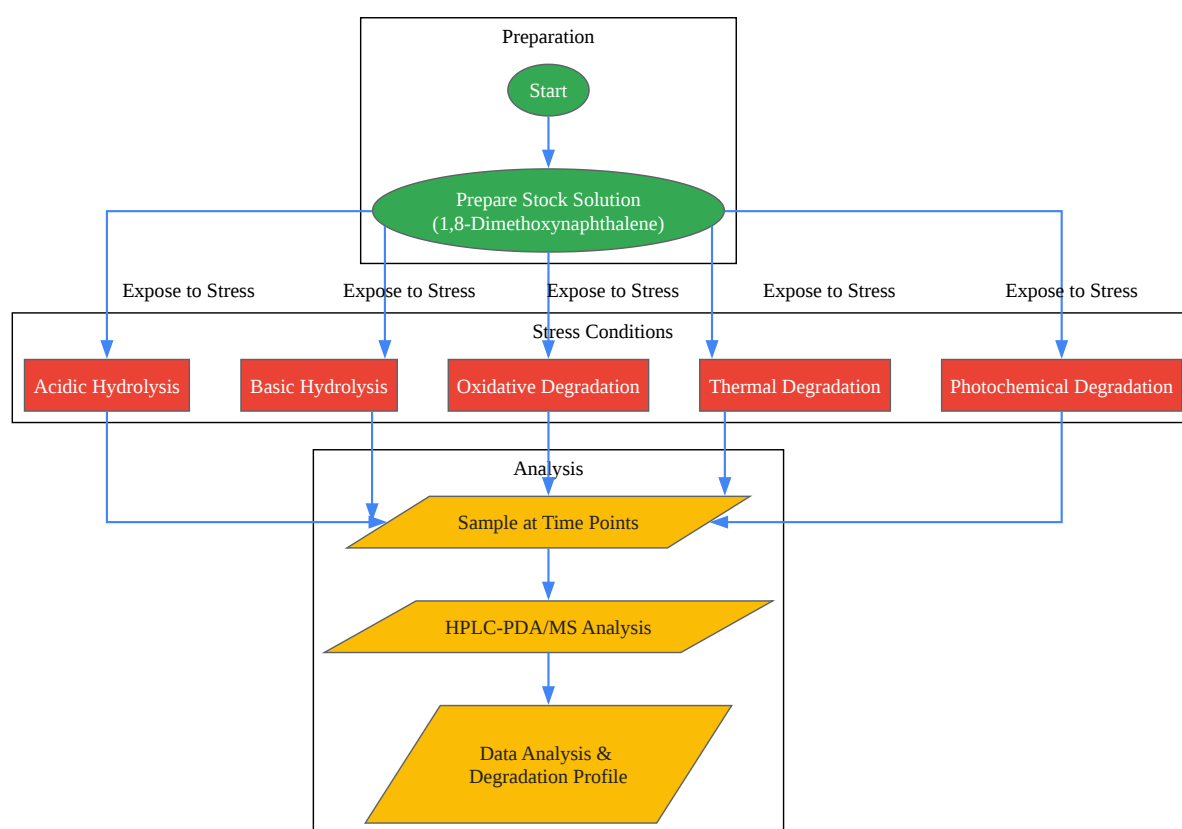 Preparation
Start
Prepare Stock Solution
(1,8-Dimethoxynaphthalene)
Expose to Stress
Expose to Stress
Expose to Stress
Expose to Stress
Expose to Stress
Stress Conditions
Acidic Hydrolysis
Basic Hydrolysis
Oxidative Degradation
Thermal Degradation
Photochemical Degradation
Analysis
Sample at Time Points
HPLC-PDA/MS Analysis
Data Analysis &
Degradation Profile